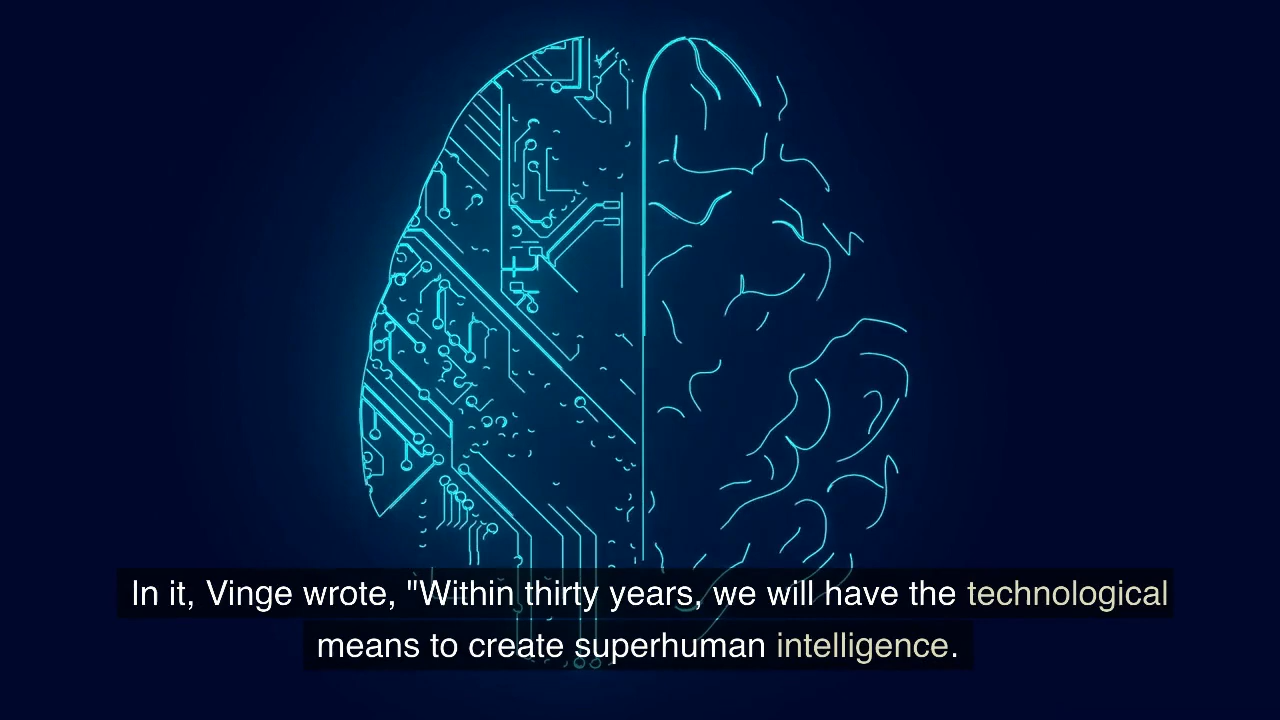 In it, Vinge wrote, "Within thirty years, we will have the technological
means to create superhuman intelligence.